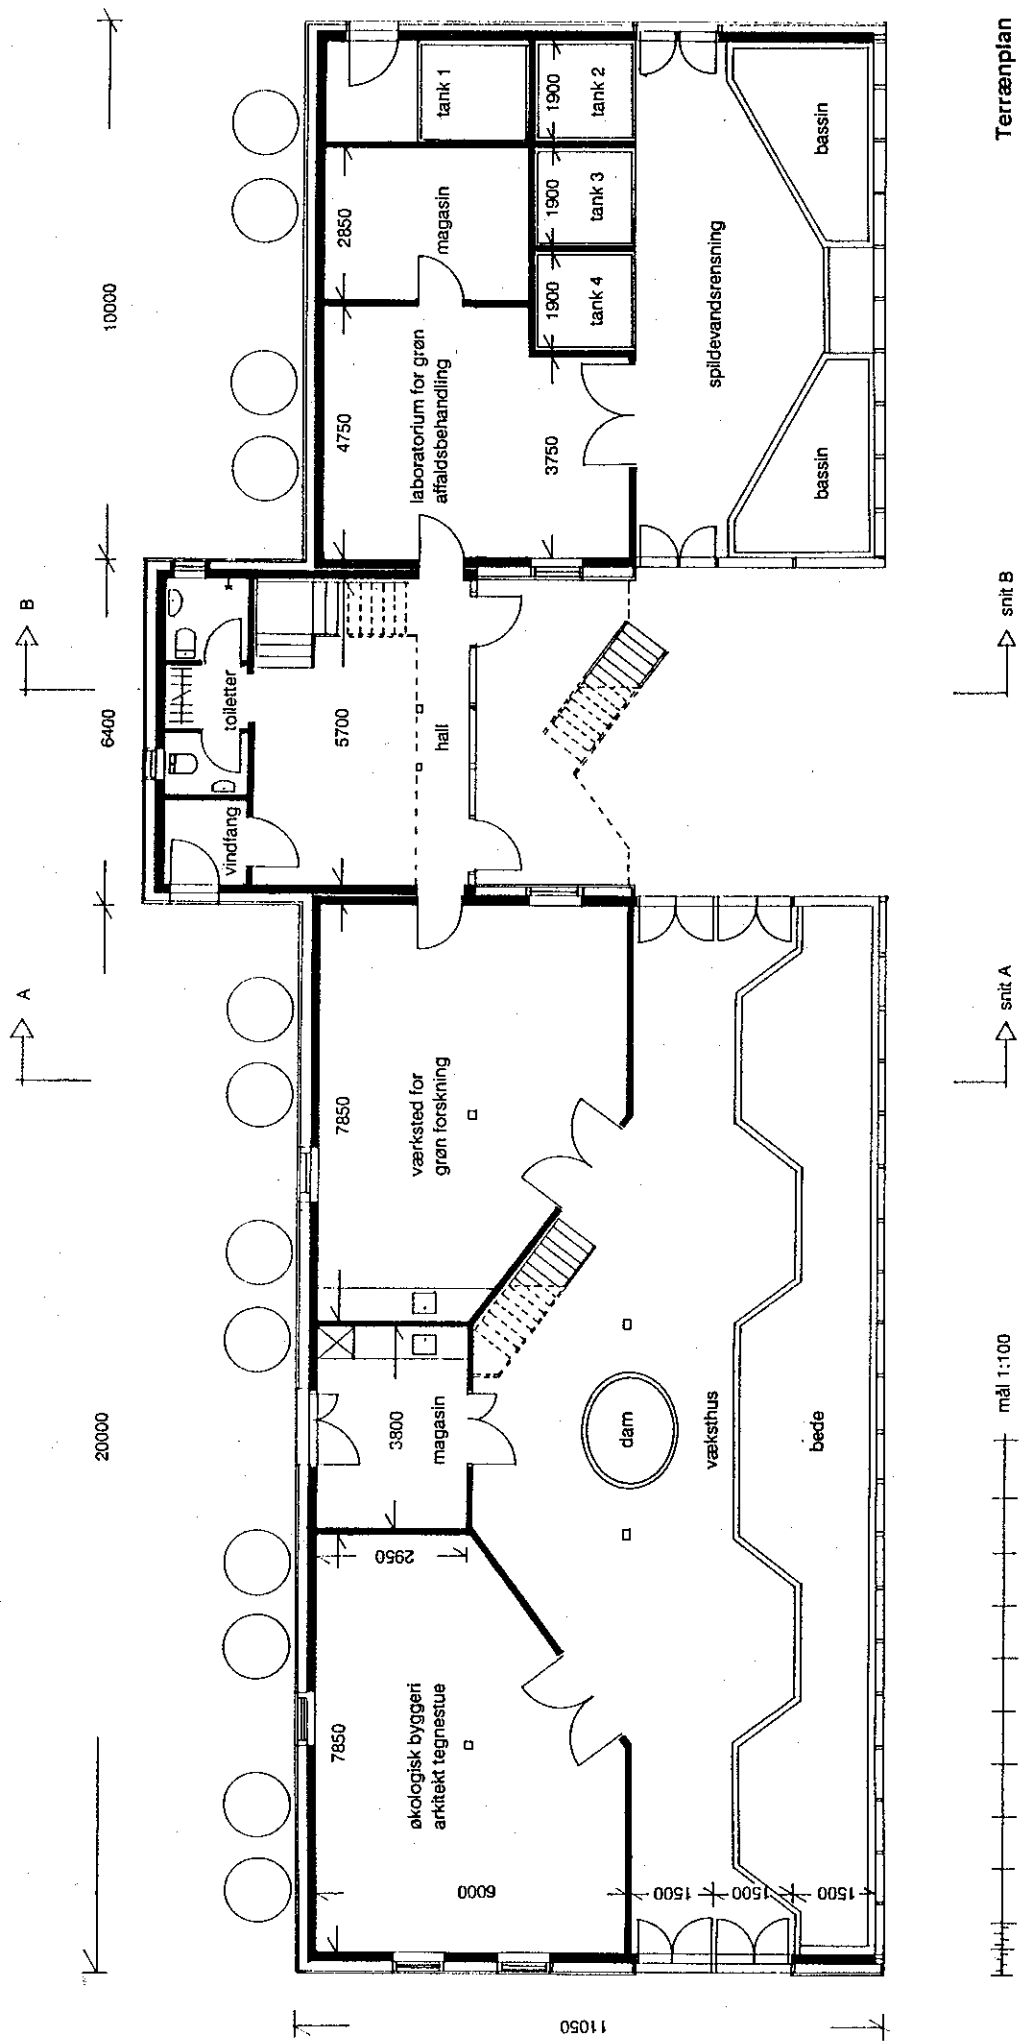 A
B
20000
6400
10000
vindfang
toiletter
7850
3800
7850
5700
4750
2850
økologisk byggeri
arkitekt tegnestue
2950
magasin
værksted for
grøn forskning
hall
laboratorium for grøn
affaldsbehandling
magasin
tank 1
6000
3750
1900
1900
1900
tank 4
tank 3
tank 2
11050
1500
1500
1500
dam
væksthus
bede
spildevandsrensning
bassin
bassin
mål 1:100
snit A
snit B
Terrænplan